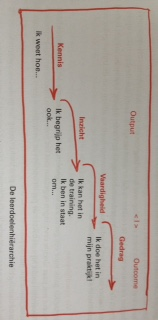 Output
< ! >
Outcome
Kennis
Ik weet hoe...
Inzicht
Ik begrijp het
ook...
Vaardigheid
Ik kan het in
de training.
Ik ben in staat
om...
Gedrag
Ik doe het in
mijn praktijk!
De leerdoelenhiërarchie